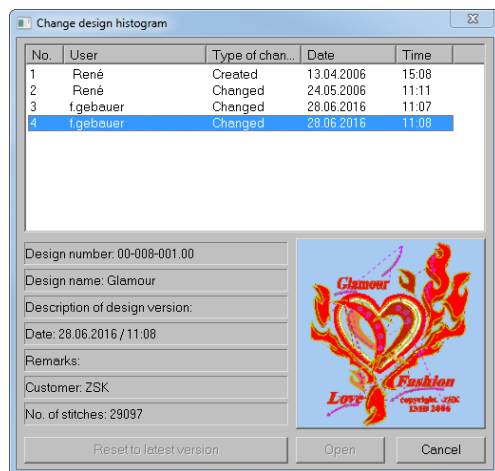 Change design histogram
No. User Type of chan... Date Time
1 René Created 13.04.2006 15:08
2 René Changed 24.05.2006 11:11
3 f.gebauer Changed 28.06.2016 11:07
4 f.gebauer Changed 28.06.2016 11:08
Design number: 00-008-001.00
Design name: Glamour
Description of design version:
Date: 28.06.2016 / 11:08
Remarks:
Customer: ZSK
No. of stitches: 29097
Glamour
Love Fashion
copyright ZSK
IMB 2006
Reset to latest version Open Cancel